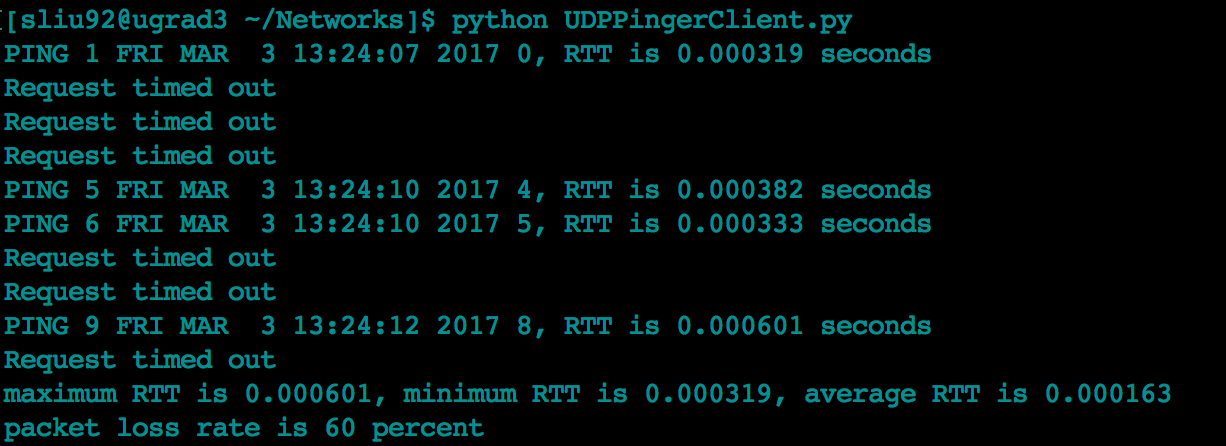 [[sliu92@ugrad3 ~/Networks]$ python UDPPingerClient.py
PING 1 FRI MAR  3 13:24:07 2017 0, RTT is 0.000319 seconds
Request timed out
Request timed out
Request timed out
PING 5 FRI MAR  3 13:24:10 2017 4, RTT is 0.000382 seconds
PING 6 FRI MAR  3 13:24:10 2017 5, RTT is 0.000333 seconds
Request timed out
Request timed out
PING 9 FRI MAR  3 13:24:12 2017 8, RTT is 0.000601 seconds
Request timed out
maximum RTT is 0.000601, minimum RTT is 0.000319, average RTT is 0.000163
packet loss rate is 60 percent